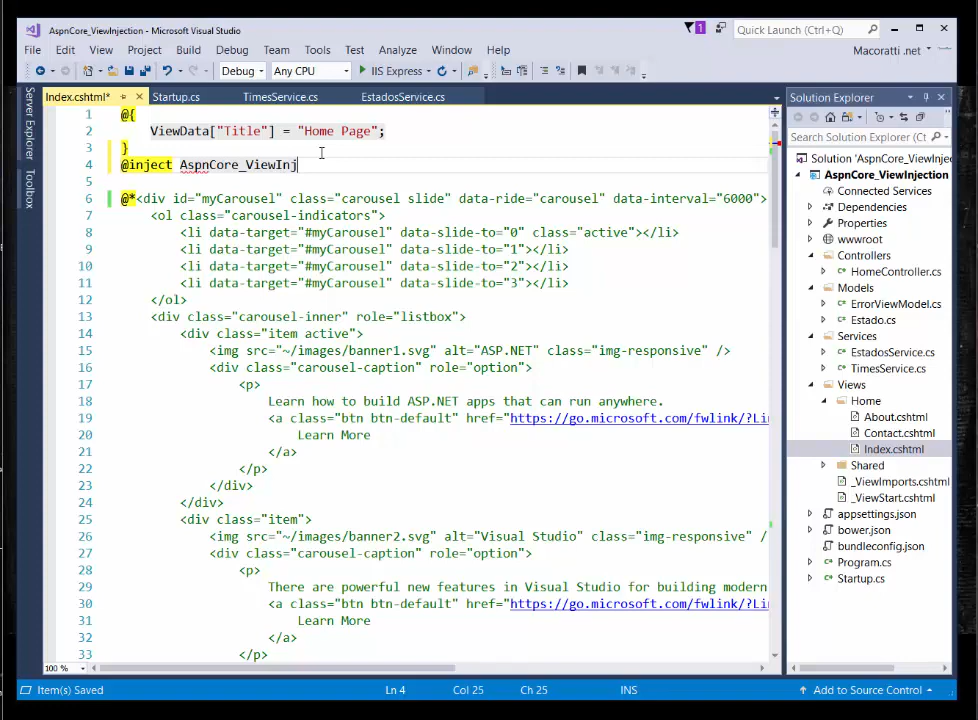 AspnCore_ViewInjection - Microsoft Visual Studio
1
Quick Launch (Ctrl+Q)
File Edit View Project Build Debug Team Tools Test Analyze Window Help
Macoratti .net
Debug Any CPU IIS Express
Index.cshtml* Startup.cs TimesService.cs EstadosService.cs
Server Explorer
Toolbox
1 @{
2 ViewData["Title"] = "Home Page";
3 }
4 @inject AspnCore_ViewInj
5
6 @*<div id="myCarousel" class="carousel slide" data-ride="carousel" data-interval="6000">
7 <ol class="carousel-indicators">
8 <li data-target="#myCarousel" data-slide-to="0" class="active"></li>
9 <li data-target="#myCarousel" data-slide-to="1"></li>
10 <li data-target="#myCarousel" data-slide-to="2"></li>
11 <li data-target="#myCarousel" data-slide-to="3"></li>
12 </ol>
13 <div class="carousel-inner" role="listbox">
14 <div class="item active">
15 <img src="~/images/banner1.svg" alt="ASP.NET" class="img-responsive" />
16 <div class="carousel-caption" role="option">
17 <p>
18 Learn how to build ASP.NET apps that can run anywhere.
19 <a class="btn btn-default" href="https://go.microsoft.com/fwlink/?Li
20 Learn More
21 </a>
22 </p>
23 </div>
24 </div>
25 <div class="item">
26 <img src="~/images/banner2.svg" alt="Visual Studio" class="img-responsive" /
27 <div class="carousel-caption" role="option">
28 <p>
29 There are powerful new features in Visual Studio for building modern
30 <a class="btn btn-default" href="https://go.microsoft.com/fwlink/?Li
31 Learn More
32 </a>
33 </p>
100 %
Solution Explorer
Search Solution Explorer (Ctrl
Solution 'AspnCore_ViewInjec
AspnCore_ViewInjection
Connected Services
Dependencies
Properties
wwwroot
Controllers
HomeController.cs
Models
ErrorViewModel.cs
Estado.cs
Services
EstadosService.cs
TimesService.cs
Views
Home
About.cshtml
Contact.cshtml
Index.cshtml
Shared
_ViewImports.cshtml
_ViewStart.cshtml
appsettings.json
bower.json
bundleconfig.json
Program.cs
Startup.cs
Item(s) Saved Ln 4 Col 25 Ch 25 INS Add to Source Control